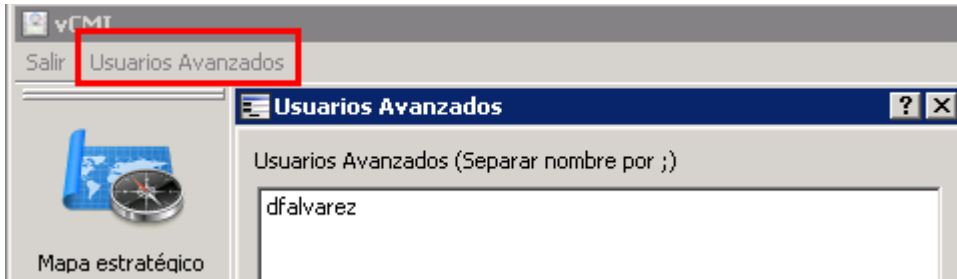 vCMI
Salir Usuarios Avanzados
Usuarios Avanzados
Usuarios Avanzados (Separar nombre por ;)
dfalvarez
Mapa estratégico